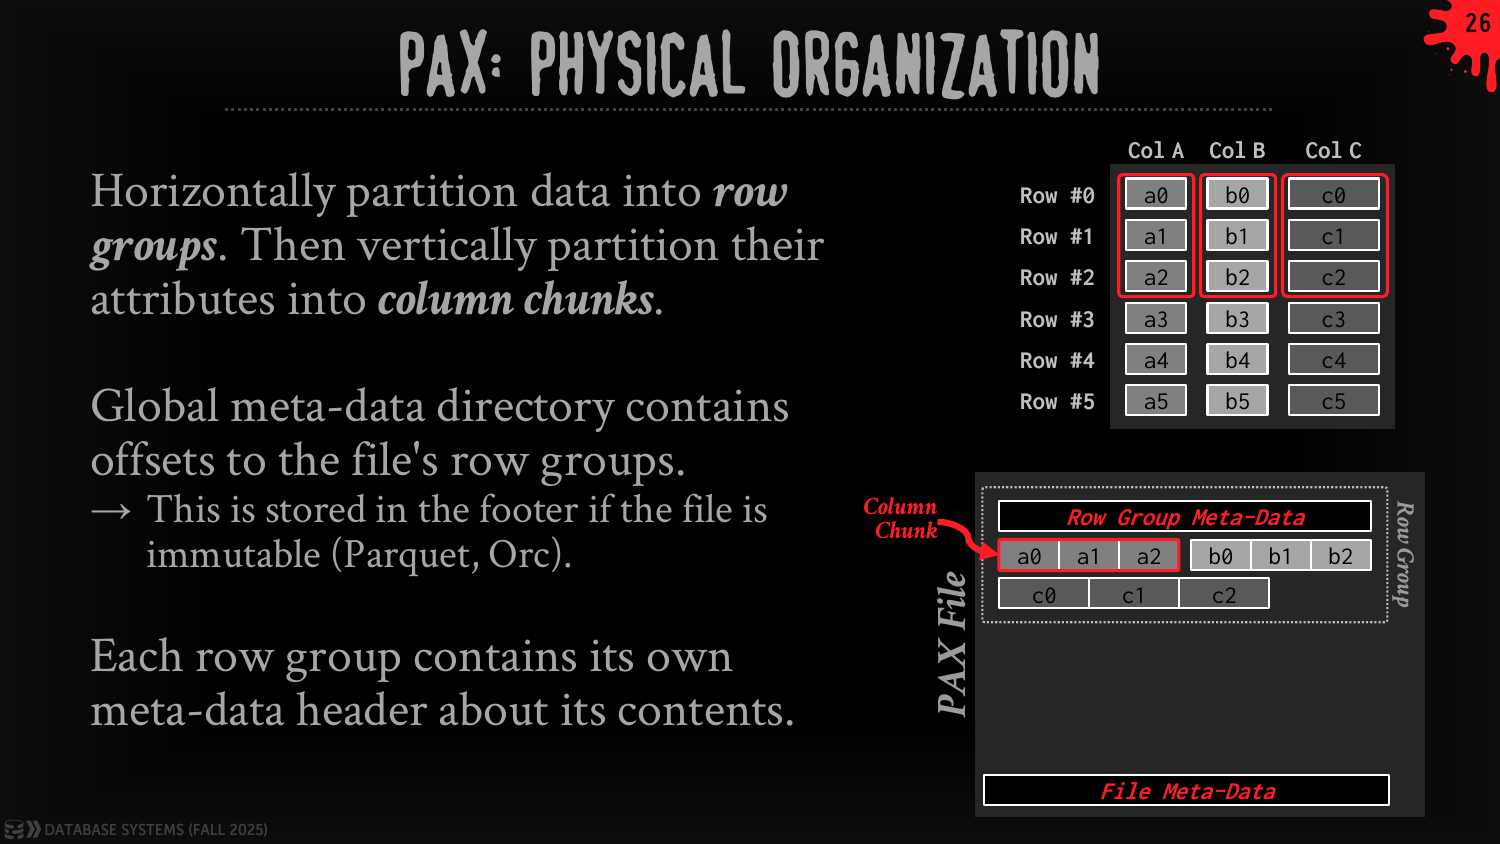 PAX: PHYSICAL ORGANIZATION
26
Horizontally partition data into row
groups. Then vertically partition their
attributes into column chunks.
Global meta-data directory contains
offsets to the file's row groups.
→ This is stored in the footer if the file is
immutable (Parquet, Orc).
Each row group contains its own
meta-data header about its contents.
Col A Col B Col C
Row #0 a0 b0 c0
Row #1 a1 b1 c1
Row #2 a2 b2 c2
Row #3 a3 b3 c3
Row #4 a4 b4 c4
Row #5 a5 b5 c5
Column
Chunk
PAX File
Row Group Meta-Data
a0 a1 a2 b0 b1 b2
c0 c1 c2
Row Group
File Meta-Data
DATABASE SYSTEMS (FALL 2025)